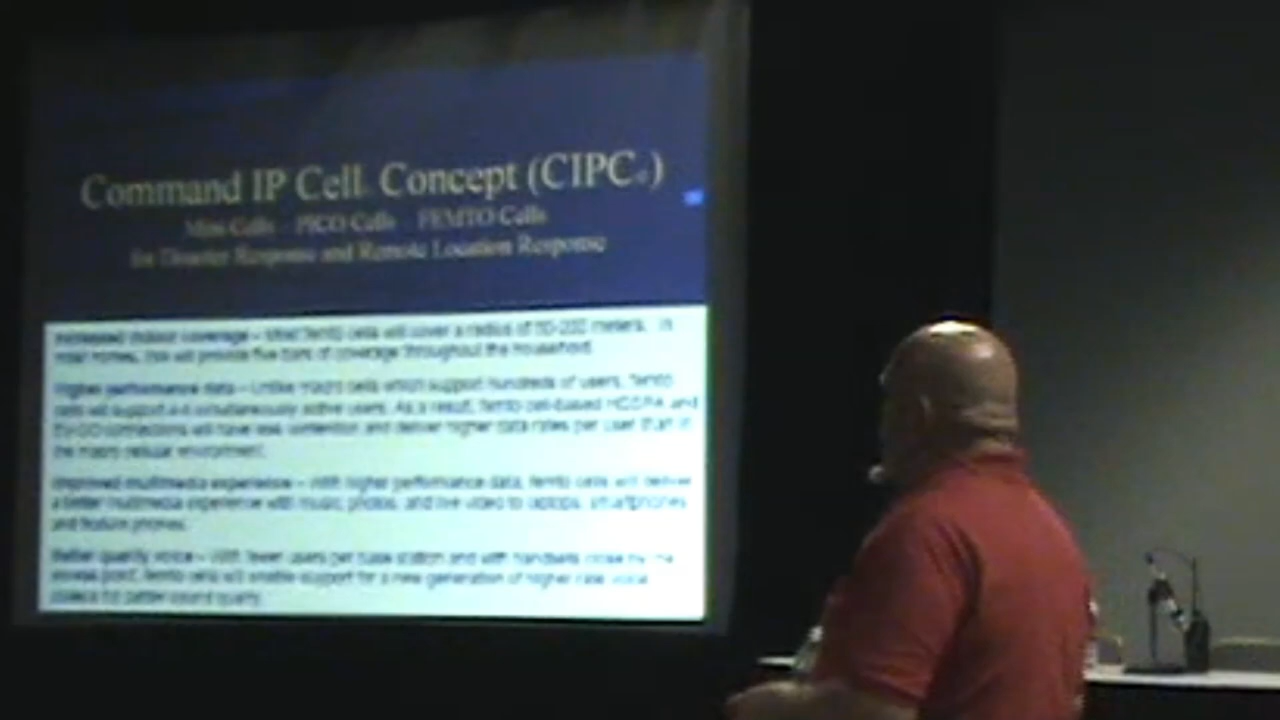 Command IP Cell Concept (CIPC)
Mini Cells PICO Cells FEMTO Cells
for Disaster Response and Remote Location Response
Increased indoor coverage – Most femto cells will cover a radius of 50-200 meters. In
most homes, this will provide five bars of coverage throughout the household.
Higher performance data – Unlike macro cells which support hundreds of users, femto
cells will support simultaneously active users. As a result, femto cell-based HSDPA and
EV-DO connections will have less contention and deliver higher data rates per user than in
the macro cellular environment.
Improved multimedia experience – With higher performance data, femto cells will deliver
a better multimedia experience with music, photos, and live video to laptops, smartphones
and feature phones.
Better quality voice – With fewer users per base station and with handsets close by the
access point, femto cells will enable support for a new generation of higher rate voice
codecs for better sound quality.